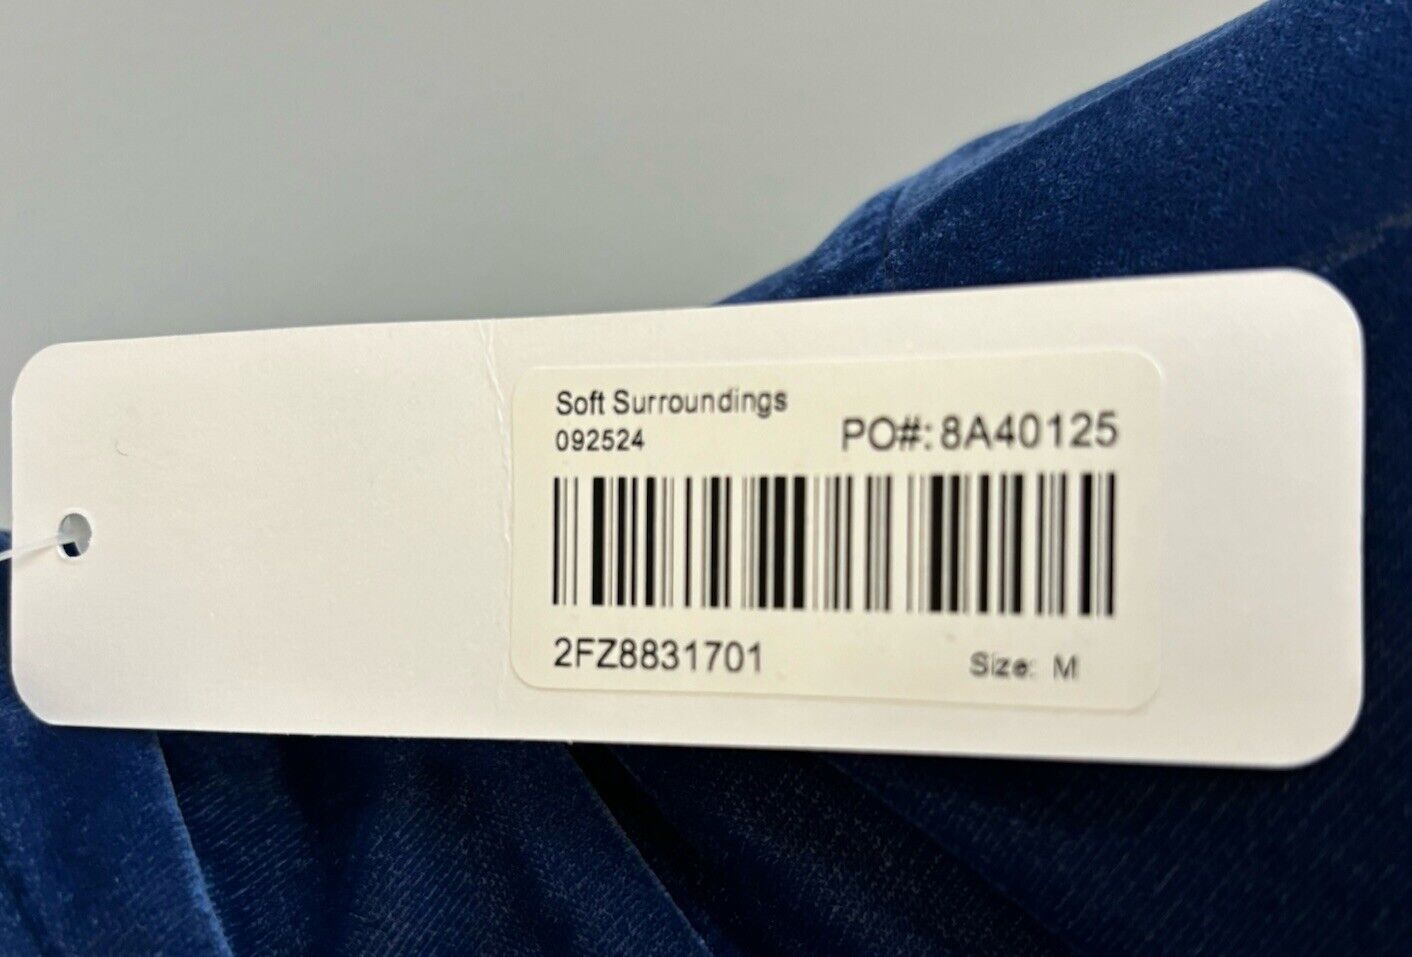 Soft Surroundings
092524
PO#: 8A40125
2FZ8831701
Size: M